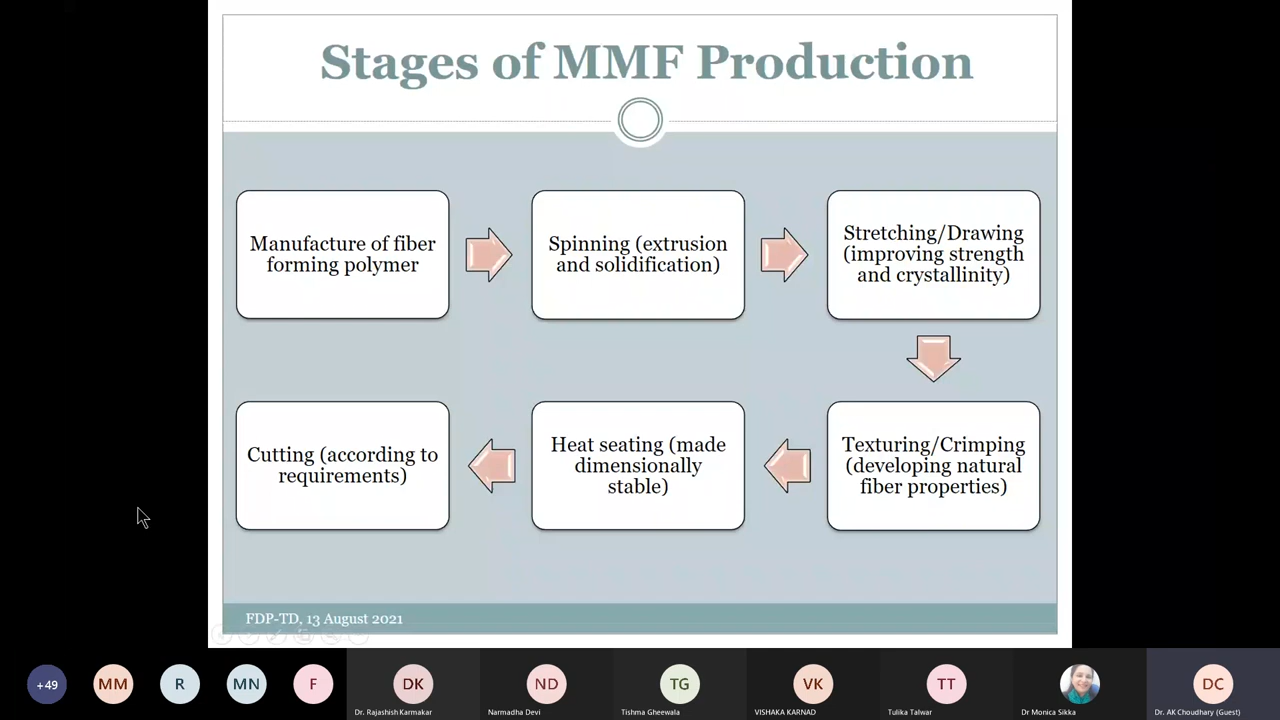 Stages of MMF Production
Manufacture of fiber
forming polymer
Spinning (extrusion
and solidification)
Stretching/Drawing
(improving strength
and crystallinity)
Texturing/Crimping
(developing natural
fiber properties)
Heat seating (made
dimensionally
stable)
Cutting (according to
requirements)
FDP-TD, 13 August 2021
+49
MM
R
MN
F
DK
Dr. Rajashish Karmakar
ND
Narmadha Devi
TG
Tishma Gheewala
VK
VISHAKA KARNAD
TT
Tulika Talwar
Dr Monica Sikka
DC
Dr. AK Choudhary (Guest)